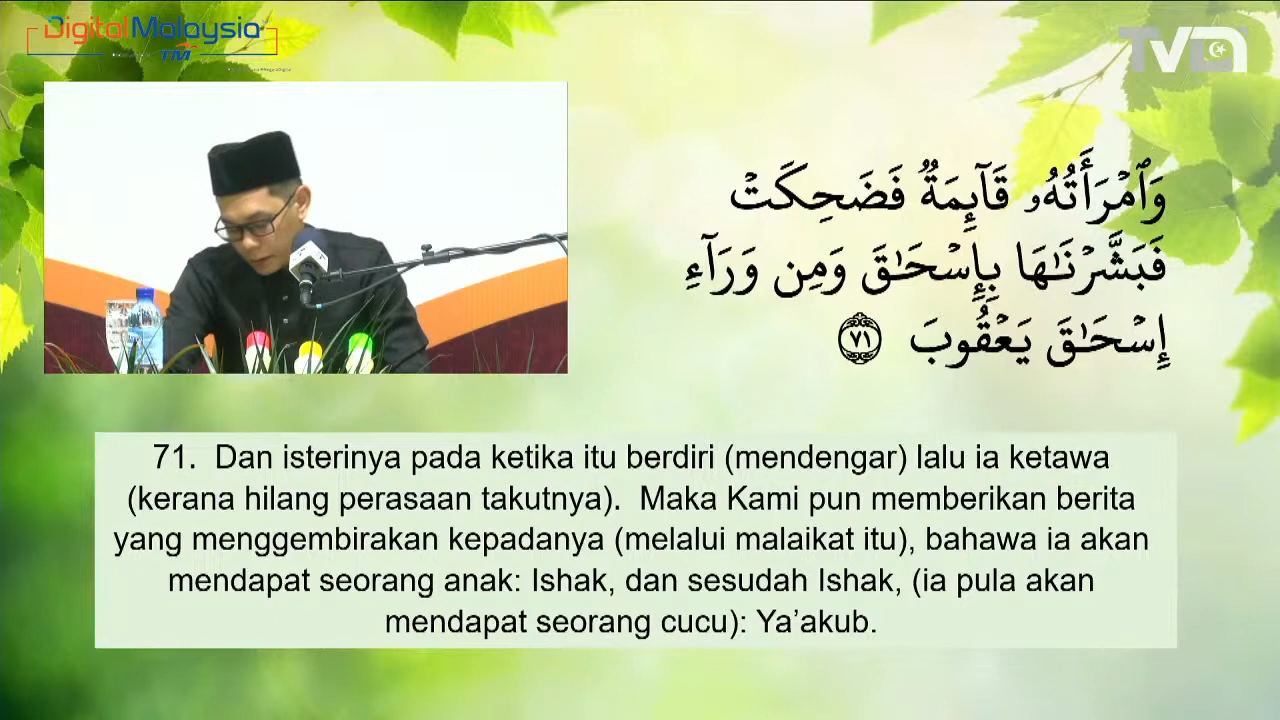 Digital Malaysia
TM
TV
وَٱمْرَأَتُهُۥ قَآئِمَةٌ فَضَحِكَتْ
فَبَشَّرْنَـٰهَا بِإِسْحَـٰقَ وَمِن وَرَآءِ
إِسْحَـٰقَ يَعْقُوبَ ٧١
71. Dan isterinya pada ketika itu berdiri (mendengar) lalu ia ketawa
(kerana hilang perasaan takutnya). Maka Kami pun memberikan berita
yang menggembirakan kepadanya (melalui malaikat itu), bahawa ia akan
mendapat seorang anak: Ishak, dan sesudah Ishak, (ia pula akan
mendapat seorang cucu): Ya’akub.